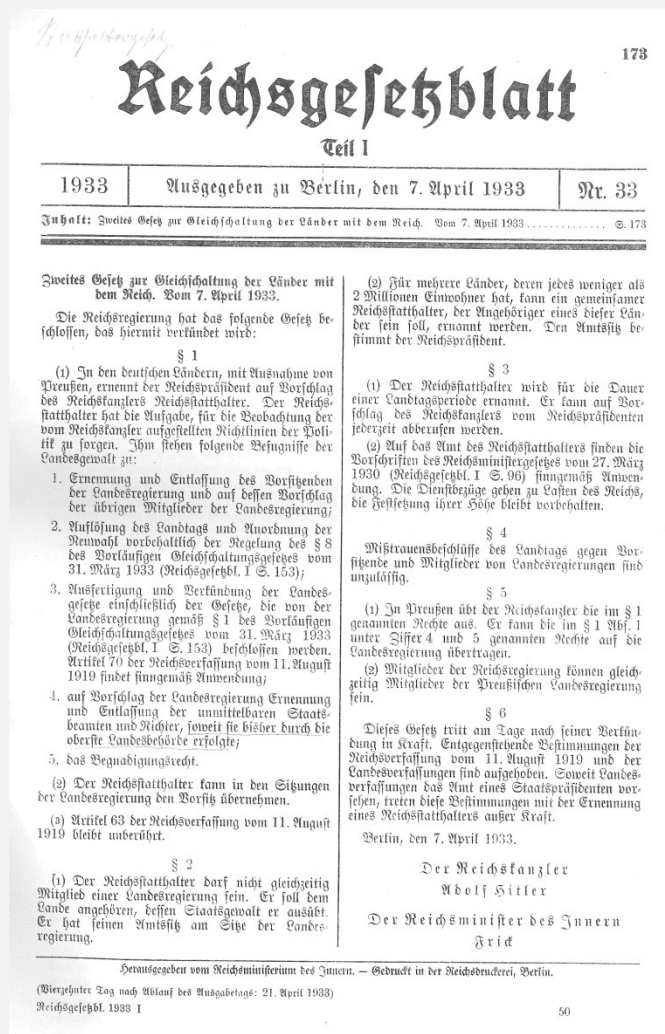 173
Reichsgesetzblatt
Teil I
1933
Ausgegeben zu Berlin, den 7. April 1933
Nr. 33
Inhalt: Zweites Gesetz zur Gleichschaltung der Länder mit dem Reich. Vom 7. April 1933 .............. S. 173
Zweites Gesetz zur Gleichschaltung der Länder mit
dem Reich. Vom 7. April 1933.
Die Reichsregierung hat das folgende Gesetz be-
schlossen, das hiermit verkündet wird:
§ 1
(1) In den deutschen Ländern, mit Ausnahme von
Preußen, ernennt der Reichspräsident auf Vorschlag
des Reichskanzlers Reichsstatthalter. Der Reichs-
statthalter hat die Aufgabe, für die Beobachtung der
vom Reichskanzler aufgestellten Richtlinien der Poli-
tik zu sorgen. Ihm stehen folgende Befugnisse der
Landesgewalt zu:
1. Ernennung und Entlassung des Vorsitzenden
der Landesregierung und auf dessen Vorschlag
der übrigen Mitglieder der Landesregierung;
2. Auflösung des Landtags und Anordnung der
Neuwahl vorbehaltlich der Regelung des § 8
des Vorläufigen Gleichschaltungsgesetzes vom
31. März 1933 (Reichsgesetzbl. I S. 153);
3. Ausfertigung und Verkündung der Landes-
gesetze einschließlich der Gesetze, die von der
Landesregierung gemäß § 1 des Vorläufigen
Gleichschaltungsgesetzes vom 31. März 1933
(Reichsgesetzbl. I S. 153) beschlossen werden.
Artikel 70 der Reichsverfassung vom 11. August
1919 findet sinngemäß Anwendung;
4. auf Vorschlag der Landesregierung Ernennung
und Entlassung der unmittelbaren Staats-
beamten und Richter, soweit sie bisher durch die
oberste Landesbehörde erfolgte;
5. das Begnadigungsrecht.
(2) Der Reichsstatthalter kann in den Sitzungen
der Landesregierung den Vorsitz übernehmen.
(3) Artikel 63 der Reichsverfassung vom 11. August
1919 bleibt unberührt.
§ 2
(1) Der Reichsstatthalter darf nicht gleichzeitig
Mitglied einer Landesregierung sein. Er soll dem
Lande angehören, dessen Staatsgewalt er ausübt.
Er hat seinen Amtssitz am Sitze der Landes-
regierung.
(2) Für mehrere Länder, deren jedes weniger als
2 Millionen Einwohner hat, kann ein gemeinsamer
Reichsstatthalter, der Angehöriger eines dieser Län-
der sein soll, ernannt werden. Den Amtssitz be-
stimmt der Reichspräsident.
§ 3
(1) Der Reichsstatthalter wird für die Dauer
einer Landtagsperiode ernannt. Er kann auf Vor-
schlag des Reichskanzlers vom Reichspräsidenten
jederzeit abberufen werden.
(2) Auf das Amt des Reichsstatthalters finden die
Vorschriften des Reichsministergesetzes vom 27. März
1930 (Reichsgesetzbl. I S. 96) sinngemäß Anwen-
dung. Die Dienstbezüge gehen zu Lasten des Reichs,
die Festsetzung ihrer Höhe bleibt vorbehalten.
§ 4
Mißtrauensbeschlüsse des Landtags gegen Vor-
sitzende und Mitglieder von Landesregierungen sind
unzulässig.
§ 5
(1) In Preußen übt der Reichskanzler die im § 1
genannten Rechte aus. Er kann die im § 1 Abs. 1
unter Ziffer 4 und 5 genannten Rechte auf die
Landesregierung übertragen.
(2) Mitglieder der Reichsregierung können gleich-
zeitig Mitglieder der Preußischen Landesregierung
sein.
§ 6
Dieses Gesetz tritt am Tage nach seiner Verkün-
dung in Kraft. Entgegenstehende Bestimmungen der
Reichsverfassung vom 11. August 1919 und der
Landesverfassungen sind aufgehoben. Soweit Landes-
verfassungen das Amt eines Staatspräsidenten vor-
sehen, treten diese Bestimmungen mit der Ernennung
eines Reichsstatthalters außer Kraft.
Berlin, den 7. April 1933.
Der Reichskanzler
Adolf Hitler
Der Reichsminister des Innern
Frick
Herausgegeben vom Reichsministerium des Innern. — Gedruckt in der Reichsdruckerei, Berlin.
(Vierzehnter Tag nach Ablauf des Ausgabetags: 21. April 1933)
Reichsgesetzbl. 1933 I
50